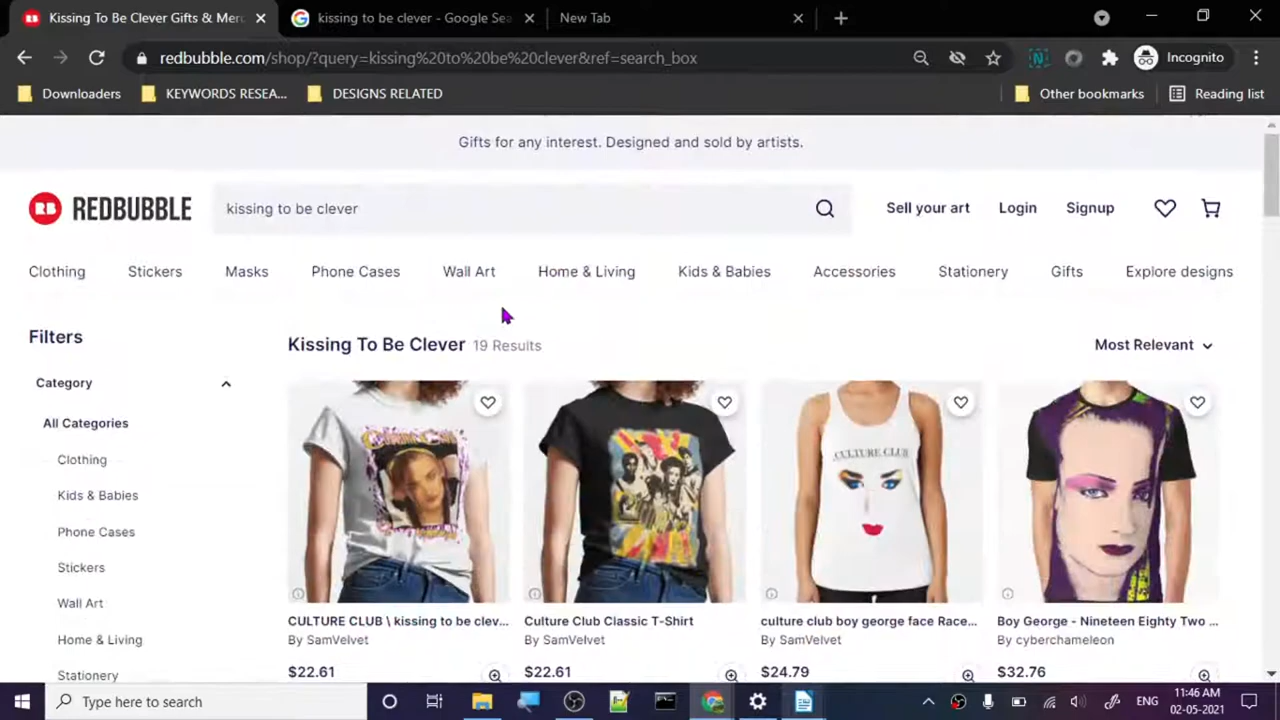 Kissing To Be Clever Gifts & Merc
kissing to be clever - Google Sea
New Tab
redbubble.com/shop/?query=kissing%20to%20be%20clever&ref=search_box
Incognito
Downloaders
KEYWORDS RESEA...
DESIGNS RELATED
Other bookmarks
Reading list
Gifts for any interest. Designed and sold by artists.
RB REDBUBBLE
kissing to be clever
Sell your art
Login
Signup
Clothing
Stickers
Masks
Phone Cases
Wall Art
Home & Living
Kids & Babies
Accessories
Stationery
Gifts
Explore designs
Filters
Kissing To Be Clever 19 Results
Most Relevant
Category
All Categories
Clothing
Kids & Babies
Phone Cases
Stickers
Wall Art
Home & Living
Stationery
CULTURE CLUB
CULTURE CLUB \ kissing to be clev...
By SamVelvet
$22.61
Culture Club Classic T-Shirt
By SamVelvet
$22.61
culture club boy george face Race...
By SamVelvet
$24.79
Boy George - Nineteen Eighty Two ...
By cyberchameleon
$32.76
Type here to search
ENG
11:46 AM
02-05-2021